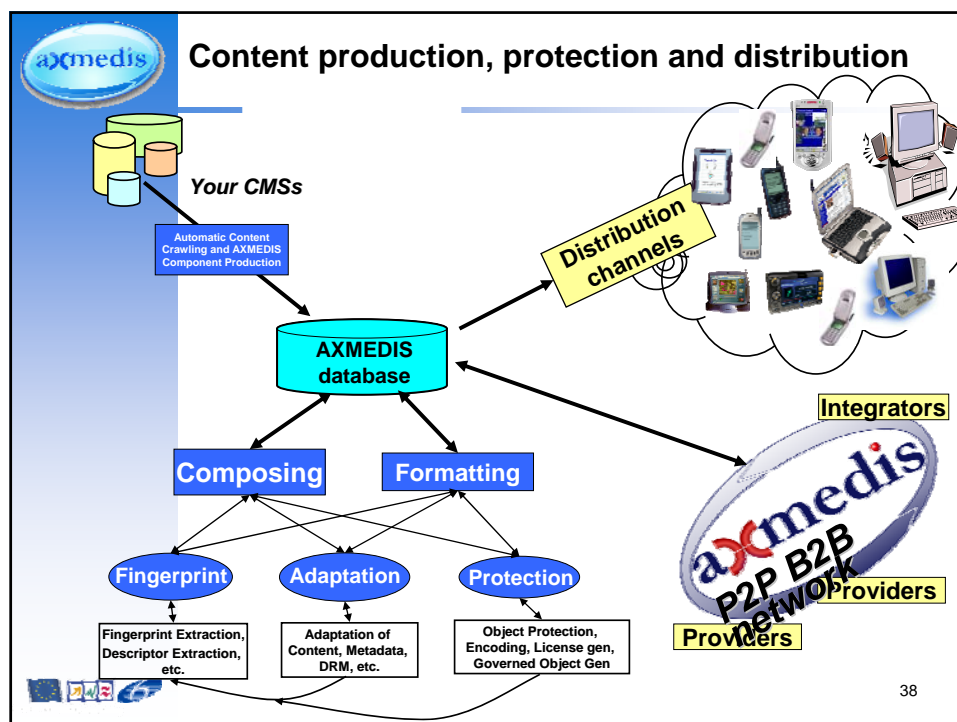 axmedis
Content production, protection and distribution
Your CMSs
Automatic Content
Crawling and AXMEDIS
Component Production
Distribution
channels
AXMEDIS
database
Integrators
axmedis
P2P B2B
network
Providers
Providers
Composing
Formatting
Fingerprint
Adaptation
Protection
Fingerprint Extraction,
Descriptor Extraction,
etc.
Adaptation of
Content, Metadata,
DRM, etc.
Object Protection,
Encoding, License gen,
Governed Object Gen
38